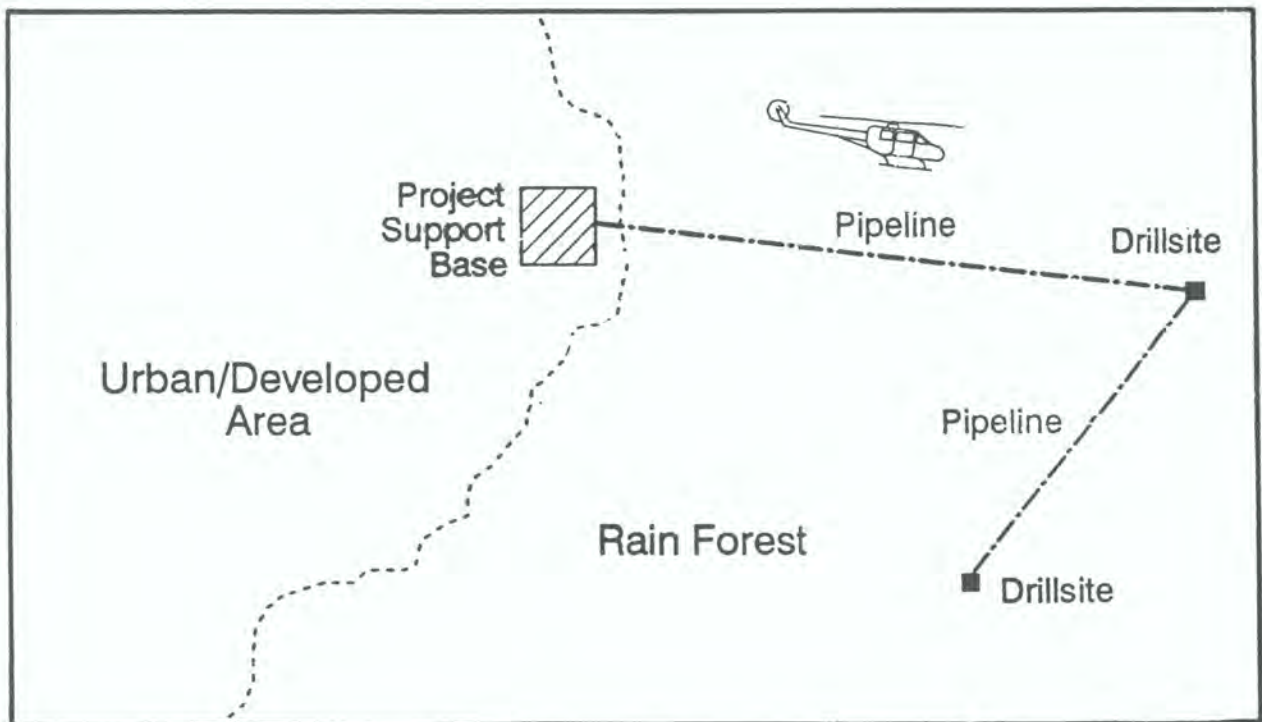 Project
Support
Base
Pipeline
Drillsite
Urban/Developed
Area
Pipeline
Rain Forest
Drillsite